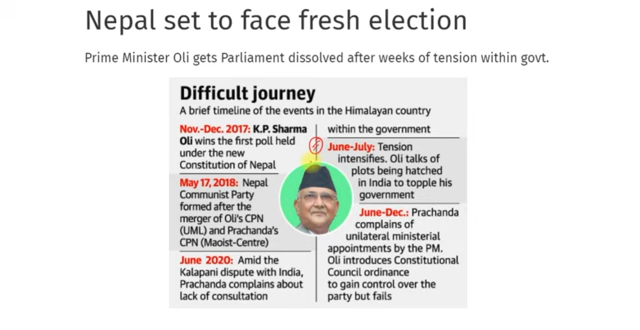 Nepal set to face fresh election
Prime Minister Oli gets Parliament dissolved after weeks of tension within govt.
Difficult journey
A brief timeline of the events in the Himalayan country
Nov.-Dec. 2017: K.P. Sharma
Oli wins the first poll held
under the new
Constitution of Nepal
May 17, 2018: Nepal
Communist Party
formed after the
merger of Oli's CPN
(UML) and Prachanda's
CPN (Maoist-Centre)
June 2020: Amid the
Kalapani dispute with India,
Prachanda complains about
lack of consultation
within the government
June-July: Tension
intensifies. Oli talks of
plots being hatched
in India to topple his
government
June-Dec.: Prachanda
complains of
unilateral ministerial
appointments by the PM.
Oli introduces Constitutional
Council ordinance
to gain control over the
party but fails